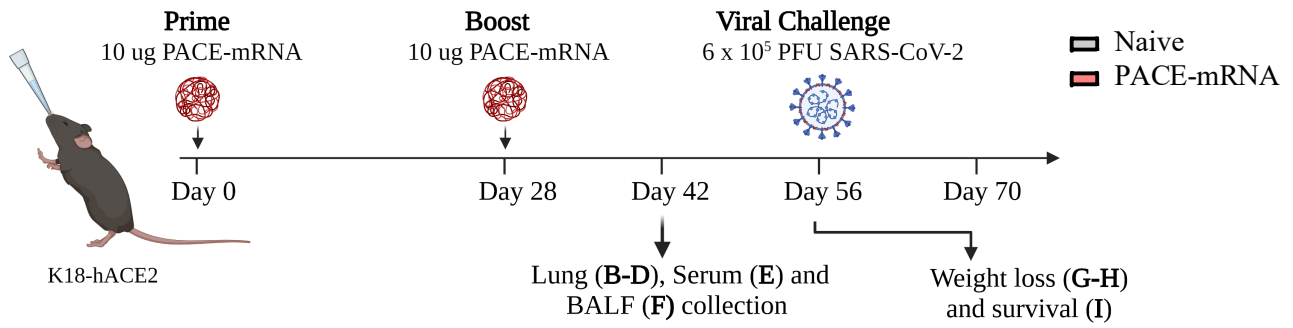 Prime
10 ug PACE-mRNA
Boost
10 ug PACE-mRNA
Viral Challenge
6 x 10⁵ PFU SARS-CoV-2
Naive
PACE-mRNA
Day 0
Day 28
Day 42
Day 56
Day 70
K18-hACE2
Lung (B-D), Serum (E) and
BALF (F) collection
Weight loss (G-H)
and survival (I)